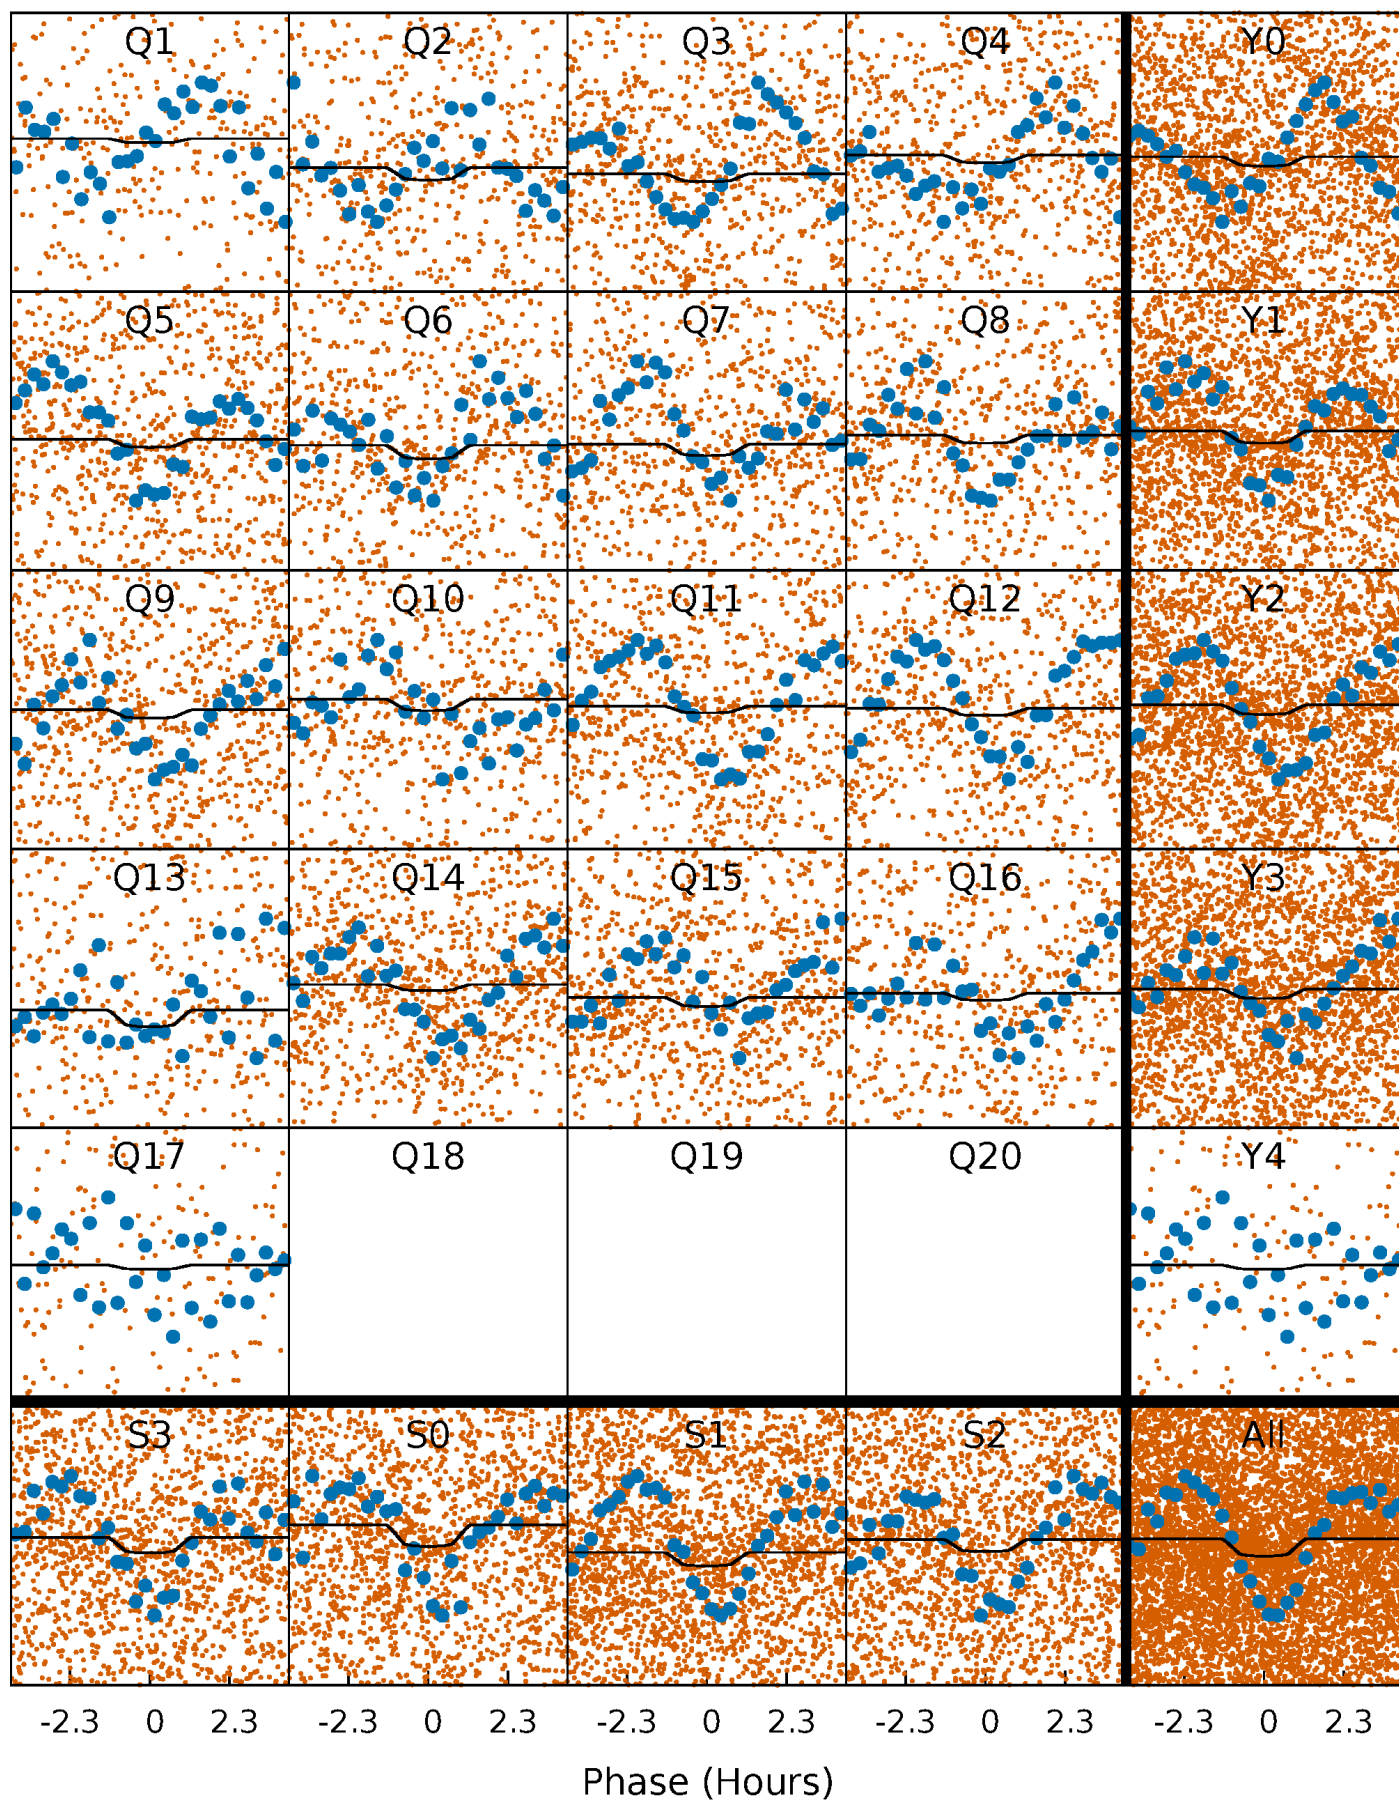 Q1 Q2 Q3 Q4 Y0
Q5 Q6 Q7 Q8 Y1
Q9 Q10 Q11 Q12 Y2
Q13 Q14 Q15 Q16 Y3
Q17 Q18 Q19 Q20 Y4
S3 S0 S1 S2 All
-2.3 0 2.3 -2.3 0 2.3 -2.3 0 2.3 -2.3 0 2.3 -2.3 0 2.3
Phase (Hours)